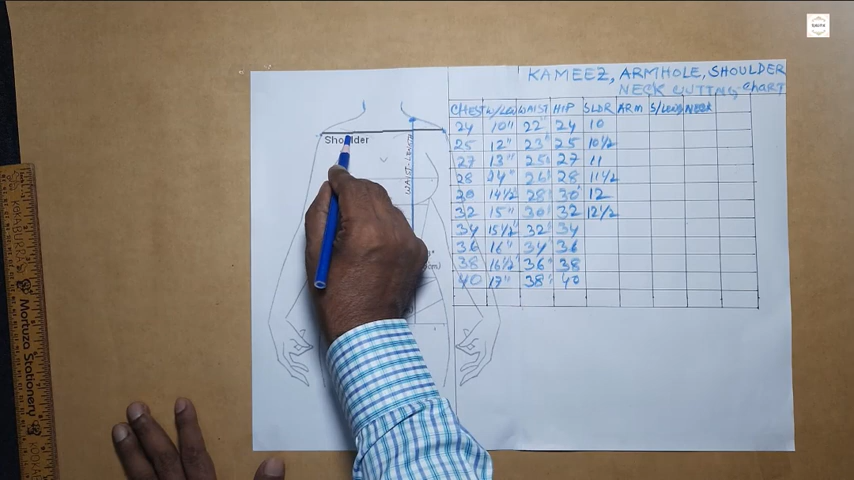 KAMEEZ, ARMHOLE, SHOULDER
NECK CUTTING-Chart
CHEST W/LEN WAIST HIP SLDR ARM S/LENG NECK
24 10" 22" 24 10
25 12" 23" 25 10½
27 13" 25" 27 11
28 24" 26" 28 11½
30 14½" 28" 30" 12
32 15" 30" 32 12½
34 15½" 32" 34
36 16" 34" 36
38 16½" 36" 38
40 17" 38" 40
Shoulder
WAIST-LENGTH
Mortuza Stationery